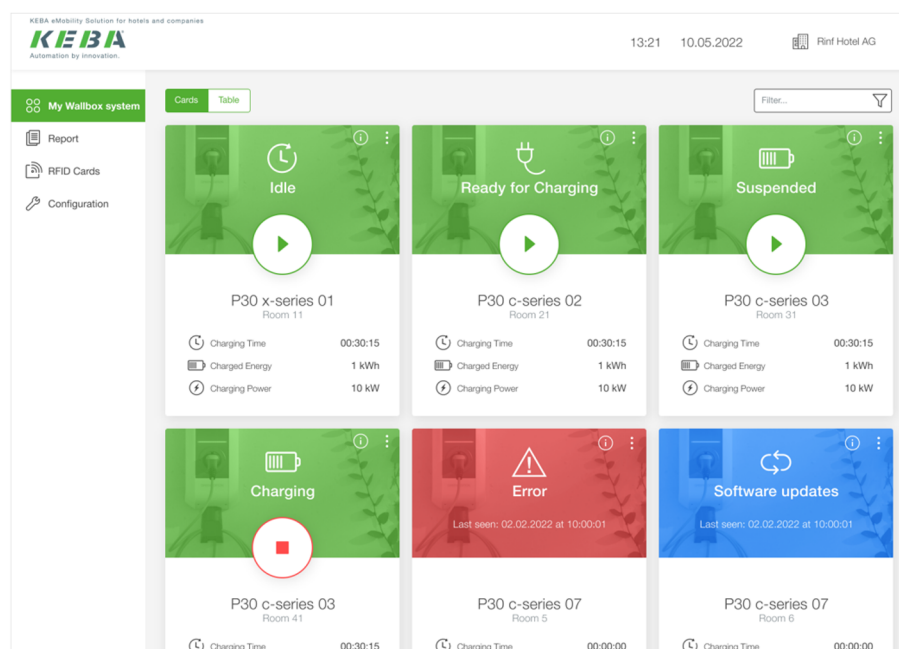 KEBA eMobility Solution for hotels and companies
KEBA
Automation by innovation.
13:21 10.05.2022 Rinf Hotel AG
My Wallbox system
Report
RFID Cards
Configuration
Cards Table
Filter...
Idle
P30 x-series 01
Room 11
Charging Time 00:30:15
Charged Energy 1 kWh
Charging Power 10 kW
Ready for Charging
P30 c-series 02
Room 21
Charging Time 00:30:15
Charged Energy 1 kWh
Charging Power 10 kW
Suspended
P30 c-series 03
Room 31
Charging Time 00:30:15
Charged Energy 1 kWh
Charging Power 10 kW
Charging
P30 c-series 03
Room 41
Charging Time 00:30:15
Error
Last seen: 02.02.2022 at 10:00:01
P30 c-series 07
Room 5
Charging Time 00:00:00
Software updates
Last seen: 02.02.2022 at 10:00:01
P30 c-series 07
Room 6
Charging Time 00:00:00